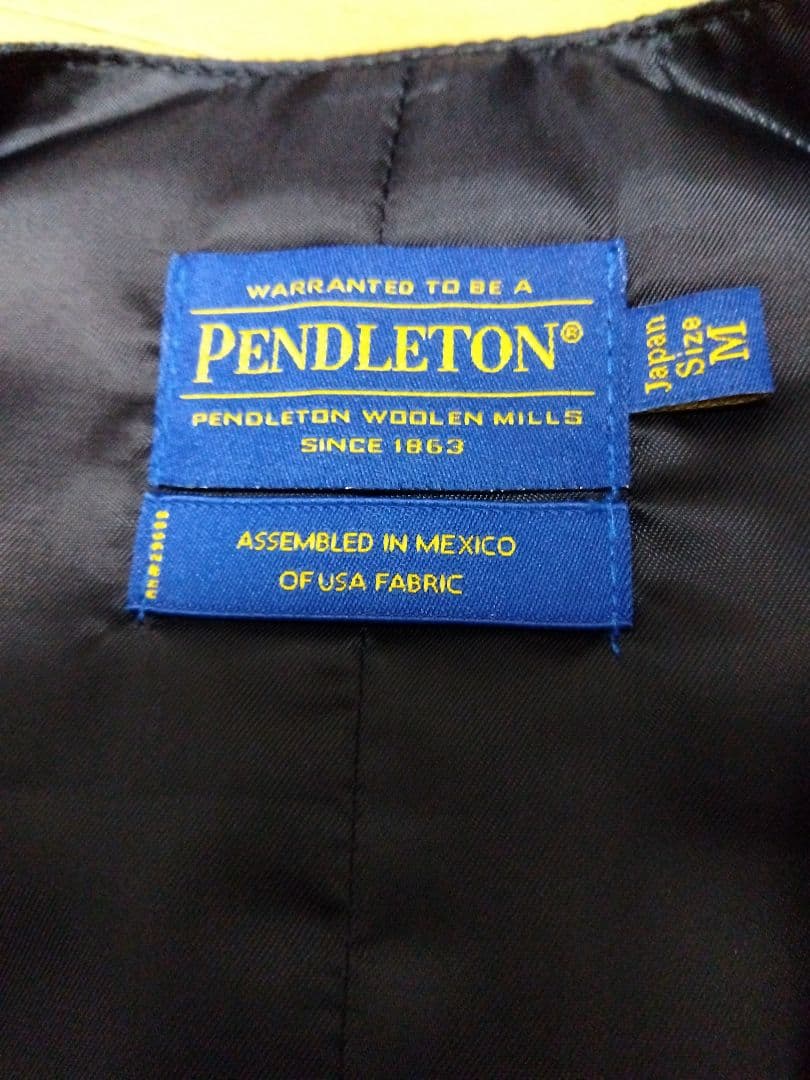 WARRANTED TO BE A
PENDLETON®
PENDLETON WOOLEN MILLS
SINCE 1863
Japan
Size
M
ASSEMBLED IN MEXICO
OF USA FABRIC